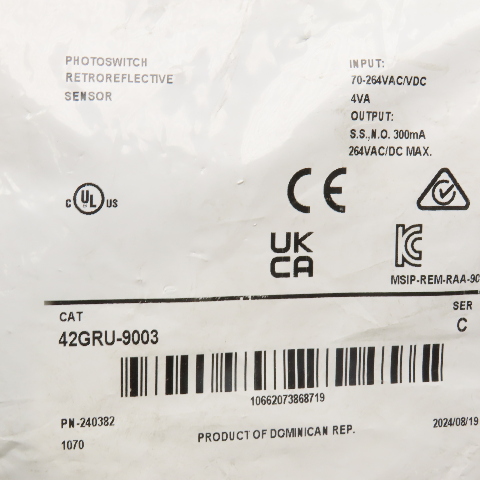 PHOTOSWITCH
RETROREFLECTIVE
SENSOR
INPUT:
70-264VAC/VDC
4VA
OUTPUT:
S.S.,N.O. 300mA
264VAC/DC MAX.
C UL US
CE
UK
CA
MSIP-REM-RAA-90
CAT
SER
42GRU-9003
C
10662073868719
PN-240382
PRODUCT OF DOMINICAN REP.
2024/08/19
1070